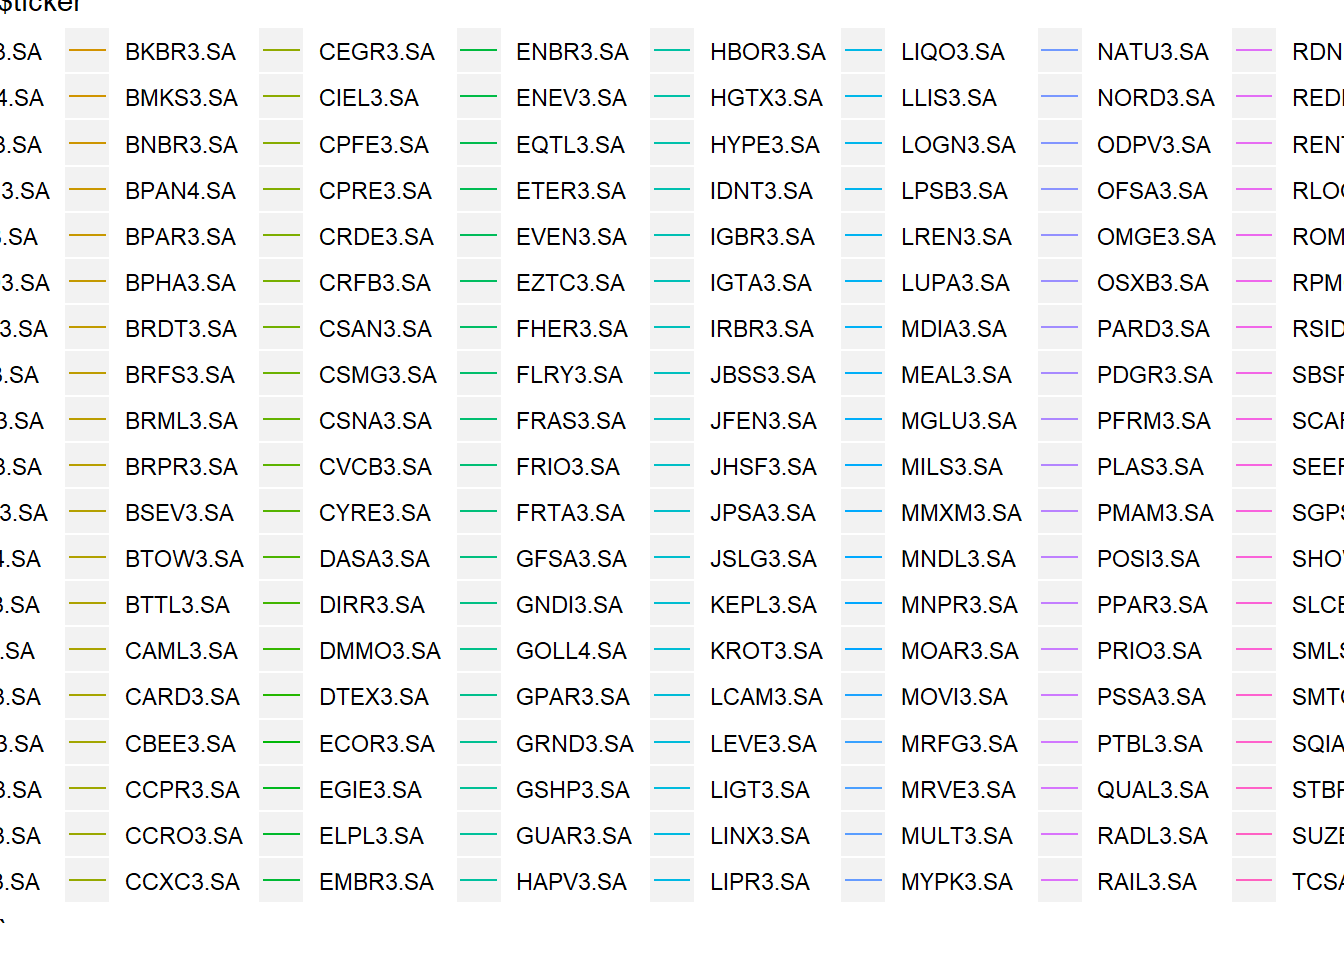 $ticker
3.SA BKBR3.SA CEGR3.SA ENBR3.SA HBOR3.SA LIQO3.SA NATU3.SA RDN
4.SA BMKS3.SA CIEL3.SA ENEV3.SA HGTX3.SA LLIS3.SA NORD3.SA RED
3.SA BNBR3.SA CPFE3.SA EQTL3.SA HYPE3.SA LOGN3.SA ODPV3.SA REN
3.SA BPAN4.SA CPRE3.SA ETER3.SA IDNT3.SA LPSB3.SA OFSA3.SA RLO
.SA BPAR3.SA CRDE3.SA EVEN3.SA IGBR3.SA LREN3.SA OMGE3.SA ROM
3.SA BPHA3.SA CRFB3.SA EZTC3.SA IGTA3.SA LUPA3.SA OSXB3.SA RPM
3.SA BRDT3.SA CSAN3.SA FHER3.SA IRBR3.SA MDIA3.SA PARD3.SA RSID
3.SA BRFS3.SA CSMG3.SA FLRY3.SA JBSS3.SA MEAL3.SA PDGR3.SA SBS
3.SA BRML3.SA CSNA3.SA FRAS3.SA JFEN3.SA MGLU3.SA PFRM3.SA SCA
3.SA BRPR3.SA CVCB3.SA FRIO3.SA JHSF3.SA MILS3.SA PLAS3.SA SEE
3.SA BSEV3.SA CYRE3.SA FRTA3.SA JPSA3.SA MMXM3.SA PMAM3.SA SGP
4.SA BTOW3.SA DASA3.SA GFSA3.SA JSLG3.SA MNDL3.SA POSI3.SA SHO
3.SA BTTL3.SA DIRR3.SA GNDI3.SA KEPL3.SA MNPR3.SA PPAR3.SA SLC
.SA CAML3.SA DMMO3.SA GOLL4.SA KROT3.SA MOAR3.SA PRIO3.SA SML
3.SA CARD3.SA DTEX3.SA GPAR3.SA LCAM3.SA MOVI3.SA PSSA3.SA SMT
3.SA CBEE3.SA ECOR3.SA GRND3.SA LEVE3.SA MRFG3.SA PTBL3.SA SQIA
3.SA CCPR3.SA EGIE3.SA GSHP3.SA LIGT3.SA MRVE3.SA QUAL3.SA STB
3.SA CCRO3.SA ELPL3.SA GUAR3.SA LINX3.SA MULT3.SA RADL3.SA SUZ
3.SA CCXC3.SA EMBR3.SA HAPV3.SA LIPR3.SA MYPK3.SA RAIL3.SA TCSA